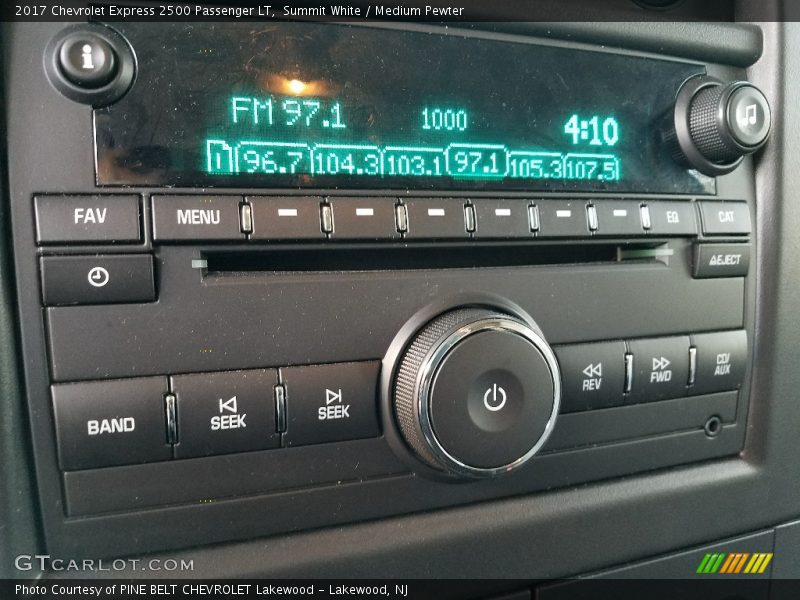 2017 Chevrolet Express 2500 Passenger LT, Summit White / Medium Pewter
i
FM 97.1 1000 4:10
1 96.7 104.3 103.1 97.1 105.3 107.5
FAV MENU EQ CAT
EJECT
BAND SEEK SEEK REV FWD CD/AUX
GTCARLOT.COM
Photo Courtesy of PINE BELT CHEVROLET Lakewood - Lakewood, NJ